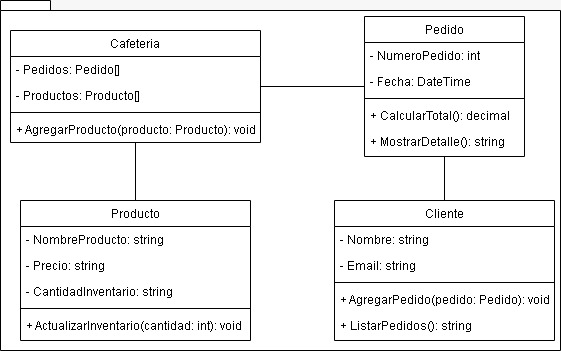 Cafeteria
- Pedidos: Pedido[]
- Productos: Producto[]
+ AgregarProducto(producto: Producto): void
Pedido
- NumeroPedido: int
- Fecha: DateTime
+ CalcularTotal(): decimal
+ MostrarDetalle(): string
Producto
- NombreProducto: string
- Precio: string
- CantidadInventario: string
+ ActualizarInventario(cantidad: int): void
Cliente
- Nombre: string
- Email: string
+ AgregarPedido(pedido: Pedido): void
+ ListarPedidos(): string